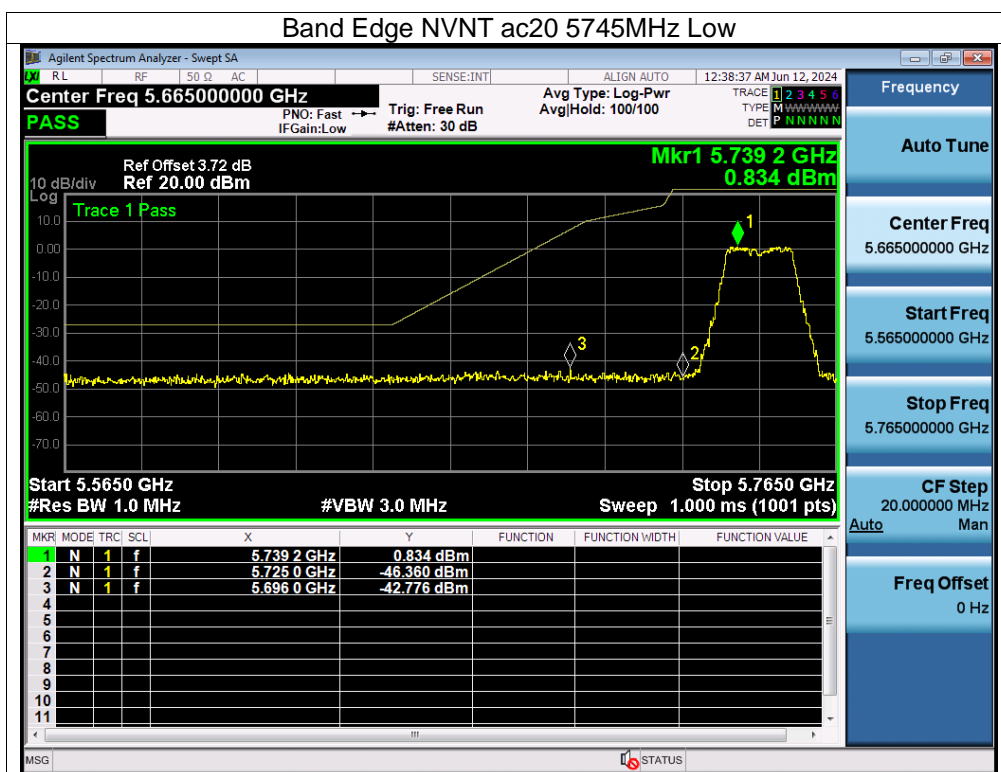 Band Edge NVNT ac20 5745MHz Low
Agilent Spectrum Analyzer - Swept SA
LXI RL RF 50 Ω AC SENSE:INT ALIGN AUTO 12:38:37 AM Jun 12, 2024
Center Freq 5.665000000 GHz
PNO: Fast
IFGain:Low
Trig: Free Run
#Atten: 30 dB
Avg Type: Log-Pwr
Avg|Hold: 100/100
TRACE 1 2 3 4 5 6
TYPE M WWWWW
DET P N N N N N
PASS
Ref Offset 3.72 dB
Ref 20.00 dBm
10 dB/div
Log
Mkr1 5.739 2 GHz
0.834 dBm
Trace 1 Pass
10.0
0.00
-10.0
-20.0
-30.0
-40.0
-50.0
-60.0
-70.0
1
2
3
Start 5.5650 GHz
Stop 5.7650 GHz
#Res BW 1.0 MHz
#VBW 3.0 MHz
Sweep 1.000 ms (1001 pts)
MKR MODE TRC SCL X Y FUNCTION FUNCTION WIDTH FUNCTION VALUE
1 N 1 f 5.739 2 GHz 0.834 dBm
2 N 1 f 5.725 0 GHz -46.360 dBm
3 N 1 f 5.696 0 GHz -42.776 dBm
4
5
6
7
8
9
10
11
MSG
STATUS
Frequency
Auto Tune
Center Freq
5.665000000 GHz
Start Freq
5.565000000 GHz
Stop Freq
5.765000000 GHz
CF Step
20.000000 MHz
Auto Man
Freq Offset
0 Hz